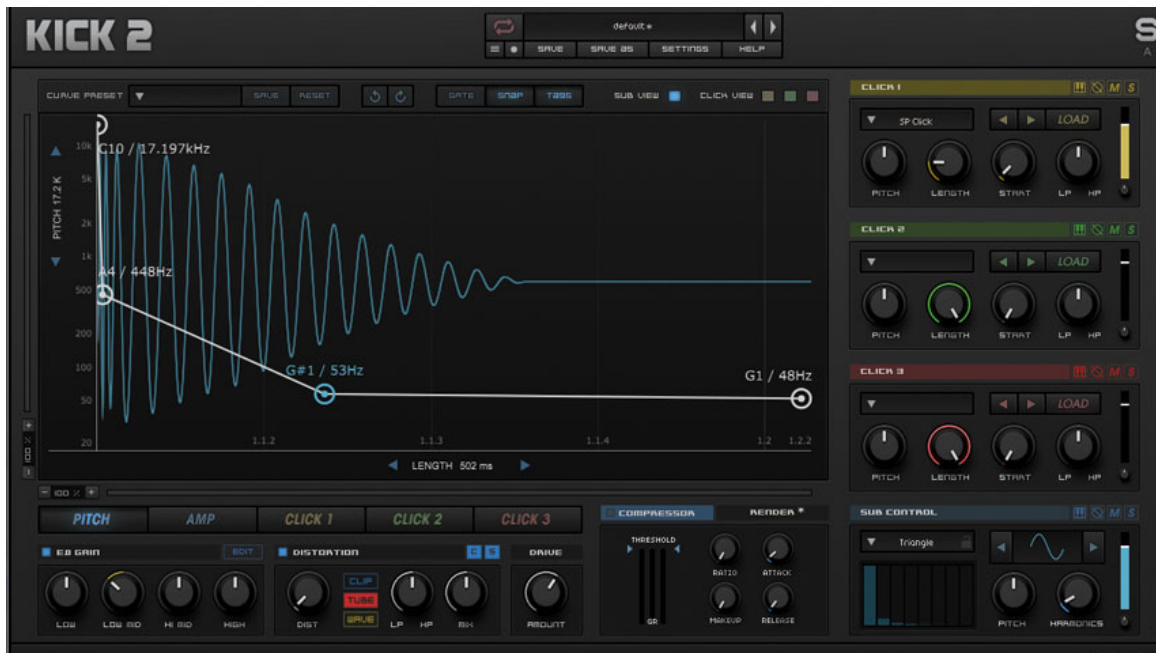 KICK 2
default *
SAVE SAVE AS SETTINGS HELP
S
A
CURVE PRESET SAVE RESET GATE SNAP TAGS SUB VIEW CLICK VIEW
C10 / 17.197kHz
PITCH 17.2 K
10k
5k
2k
1k
500
200
100
50
20
A4 / 448Hz
G#1 / 53Hz
G1 / 48Hz
1.1.2 1.1.3 1.1.4 1.2 1.2.2
LENGTH 502 ms
+ 100 % -
- 100 % +
PITCH AMP CLICK 1 CLICK 2 CLICK 3
EQ GAIN EDIT
LOW LOW MID HI MID HIGH
DISTORTION C S
CLIP
TUBE
WAVE
DIST LP HP MIX
DRIVE
AMOUNT
COMPRESSOR RENDER *
THRESHOLD
GR
RATIO ATTACK
MAKEUP RELEASE
CLICK 1 M S
SP Click LOAD
PITCH LENGTH START LP HP
CLICK 2 M S
LOAD
PITCH LENGTH START LP HP
CLICK 3 M S
LOAD
PITCH LENGTH START LP HP
SUB CONTROL M S
Triangle
PITCH HARMONICS